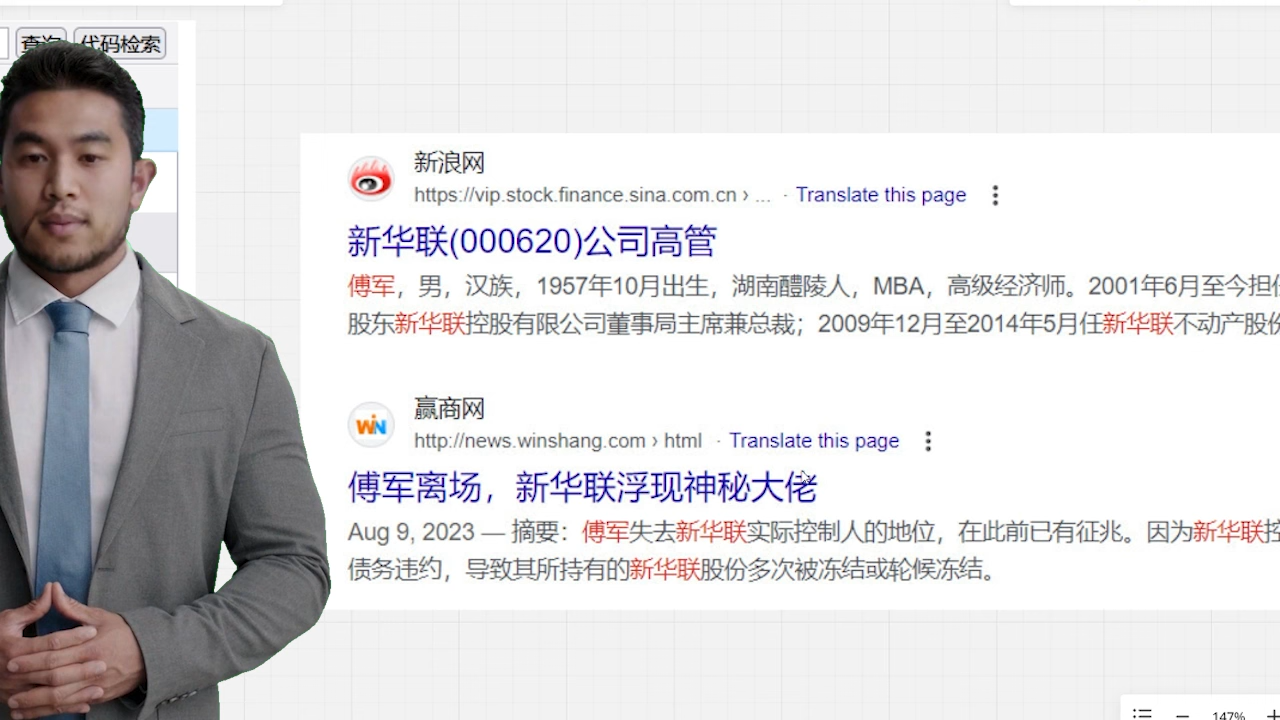 查询 代码检索
新浪网
https://vip.stock.finance.sina.com.cn › ... · Translate this page
新华联(000620)公司高管
傅军，男，汉族，1957年10月出生，湖南醴陵人，MBA，高级经济师。2001年6月至今担任
股东新华联控股有限公司董事局主席兼总裁；2009年12月至2014年5月任新华联不动产股份
WIN
赢商网
http://news.winshang.com › html · Translate this page
傅军离场，新华联浮现神秘大佬
Aug 9, 2023 — 摘要：傅军失去新华联实际控制人的地位，在此前已有征兆。因为新华联控
债务违约，导致其所持有的新华联股份多次被冻结或轮候冻结。
147%